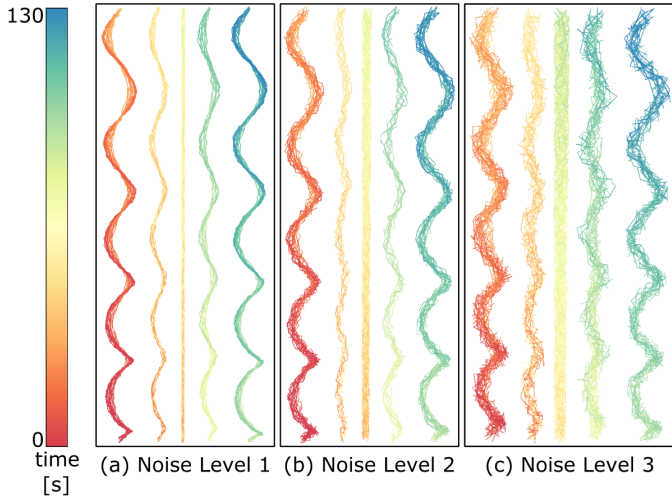 130
0
time
[s]
(a) Noise Level 1
(b) Noise Level 2
(c) Noise Level 3